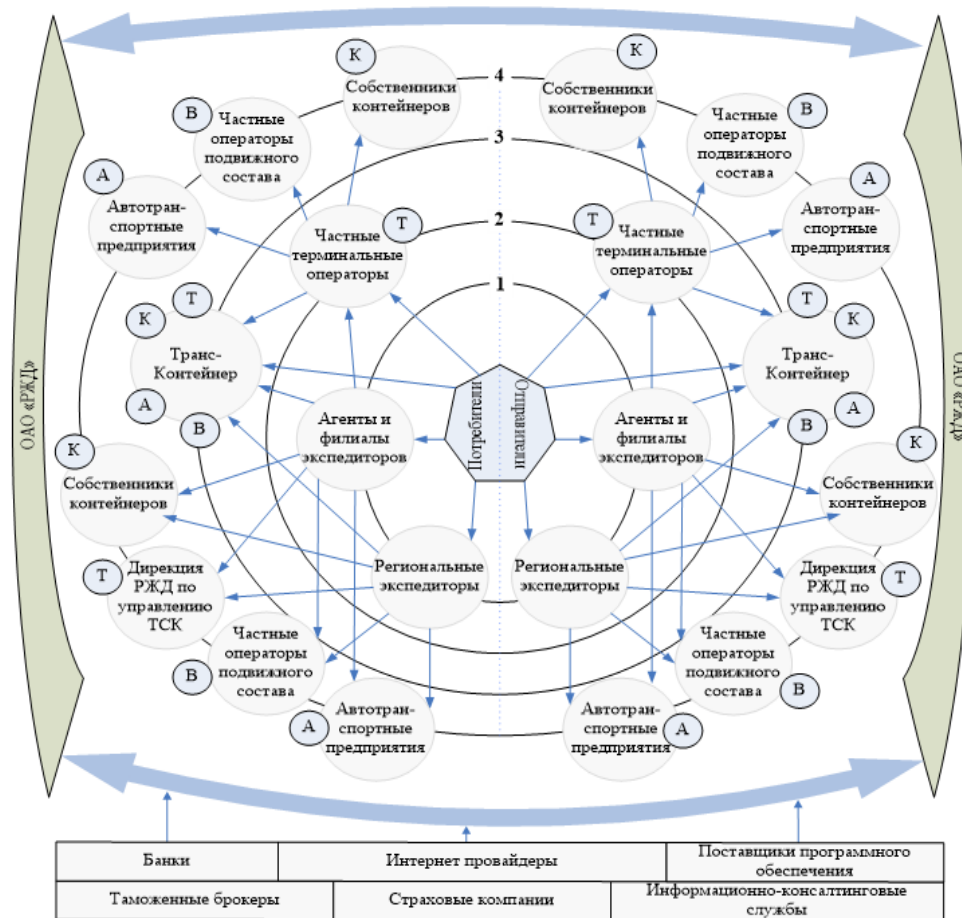 К
К
4
Собственники
контейнеров
Собственники
контейнеров
В
Частные
операторы
подвижного
состава
Частные
операторы
подвижного
состава
В
3
А
Автотран-
спортные
предприятия
А
Автотран-
спортные
предприятия
2
Т
Частные
терминальные
операторы
Т
Частные
терминальные
операторы
1
ОАО «РЖД»
ОАО «РЖД»
Т
К
Транс-
Контейнер
А
В
Т
К
Транс-
Контейнер
А
В
Потребители
Отправители
Агенты и
филиалы
экспедиторов
Агенты и
филиалы
экспедиторов
К
Собственники
контейнеров
К
Собственники
контейнеров
Региональные
экспедиторы
Региональные
экспедиторы
Т
Дирекция
РЖД по
управлению
ТСК
Дирекция
РЖД по
управлению
ТСК
Т
В
Частные
операторы
подвижного
состава
Частные
операторы
подвижного
состава
В
А
Автотран-
спортные
предприятия
Автотран-
спортные
предприятия
А
Банки
Интернет провайдеры
Поставщики программного
обеспечения
Таможенные брокеры
Страховые компании
Информационно-консалтинговые
службы